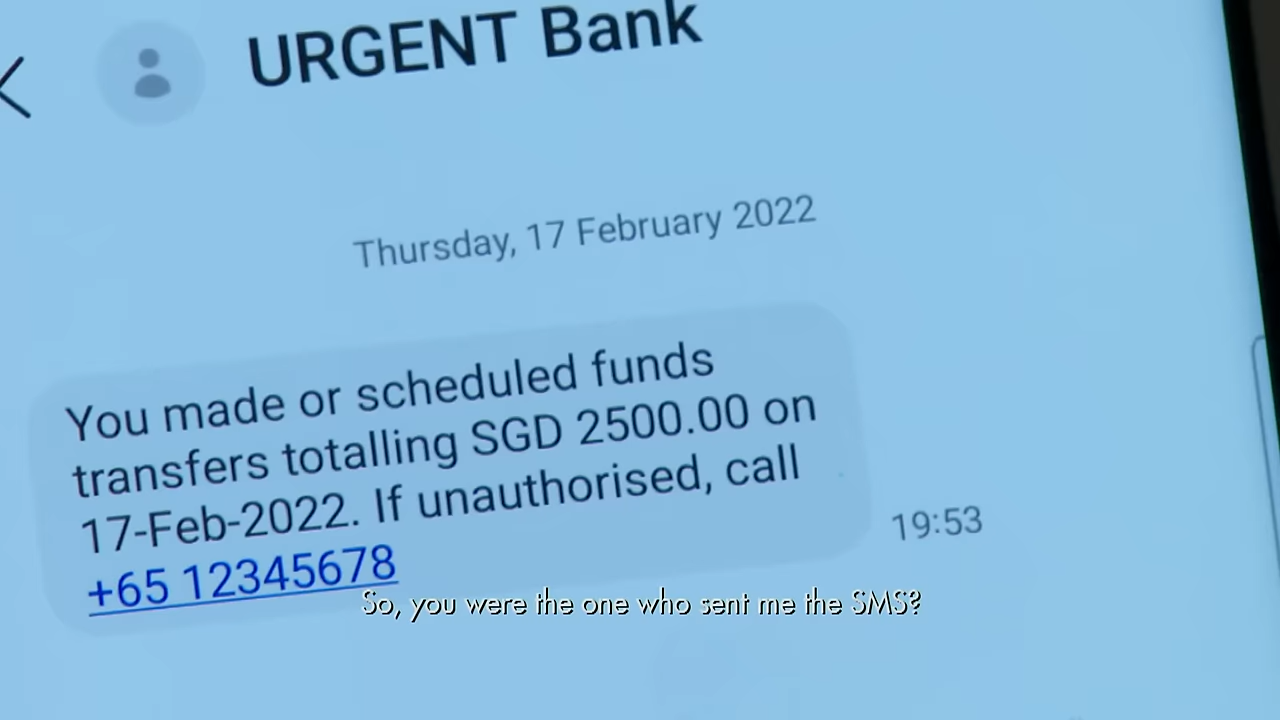 URGENT Bank
Thursday, 17 February 2022
You made or scheduled funds
transfers totalling SGD 2500.00 on
17-Feb-2022. If unauthorised, call
+65 12345678
19:53
So, you were the one who sent me the SMS?